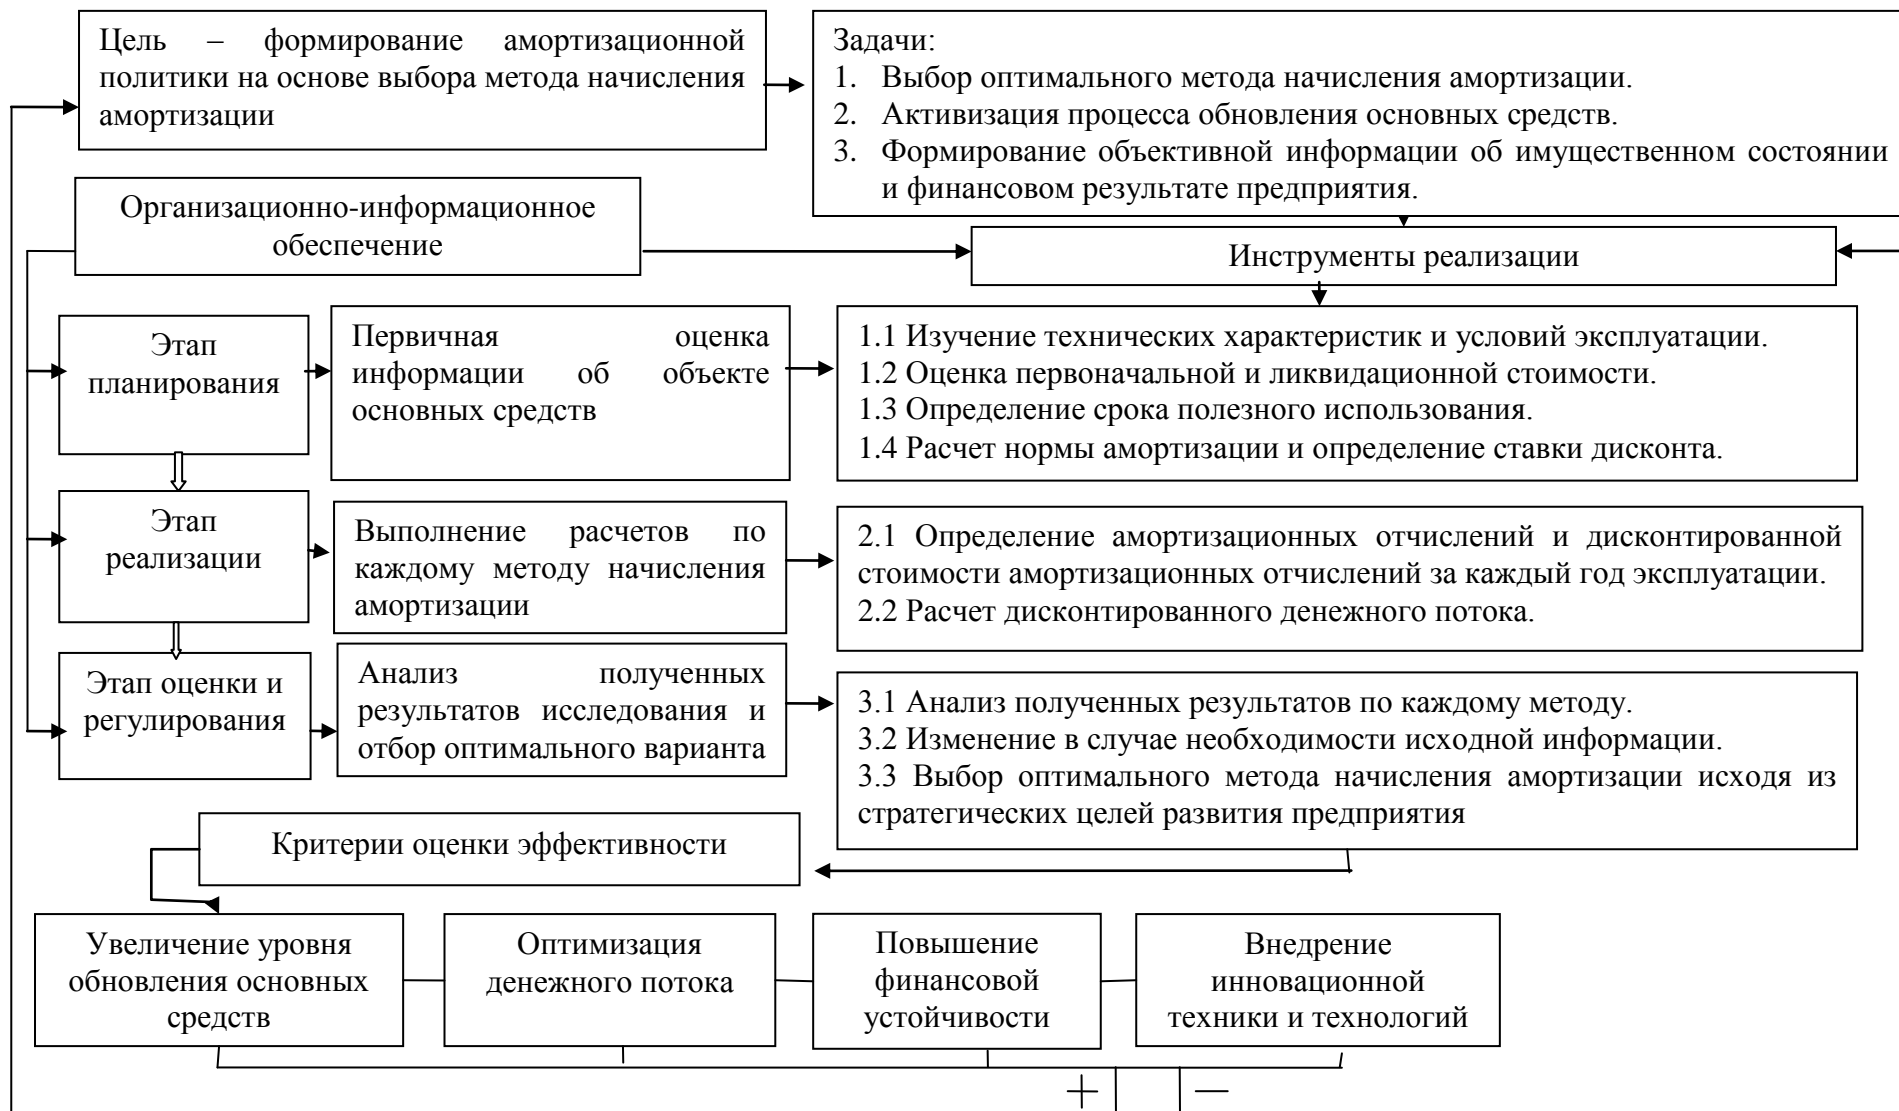 Цель – формирование амортизационной
политики на основе выбора метода начисления
амортизации
Задачи:
1. Выбор оптимального метода начисления амортизации.
2. Активизация процесса обновления основных средств.
3. Формирование объективной информации об имущественном состоянии
и финансовом результате предприятия.
Организационно-информационное
обеспечение
Инструменты реализации
Этап
планирования
Первичная оценка
информации об объекте
основных средств
1.1 Изучение технических характеристик и условий эксплуатации.
1.2 Оценка первоначальной и ликвидационной стоимости.
1.3 Определение срока полезного использования.
1.4 Расчет нормы амортизации и определение ставки дисконта.
Этап
реализации
Выполнение расчетов по
каждому методу начисления
амортизации
2.1 Определение амортизационных отчислений и дисконтированной
стоимости амортизационных отчислений за каждый год эксплуатации.
2.2 Расчет дисконтированного денежного потока.
Этап оценки и
регулирования
Анализ полученных
результатов исследования и
отбор оптимального варианта
3.1 Анализ полученных результатов по каждому методу.
3.2 Изменение в случае необходимости исходной информации.
3.3 Выбор оптимального метода начисления амортизации исходя из
стратегических целей развития предприятия
Критерии оценки эффективности
Увеличение уровня
обновления основных
средств
Оптимизация
денежного потока
Повышение
финансовой
устойчивости
Внедрение
инновационной
техники и технологий
+ –